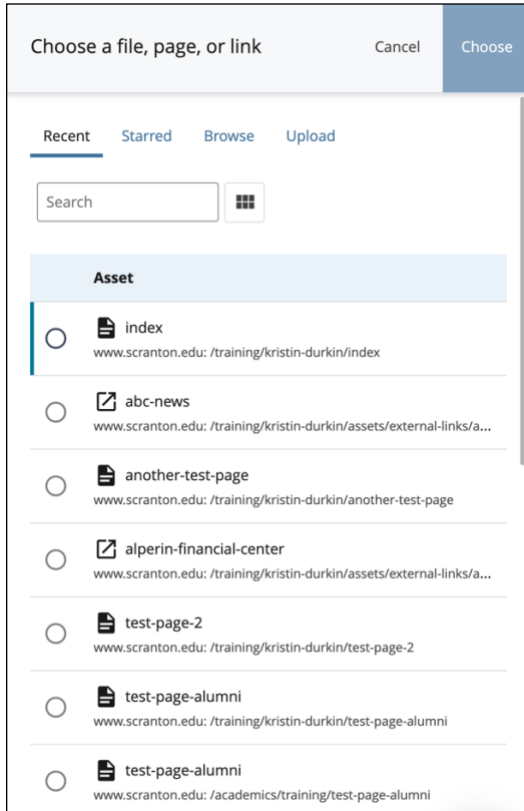 Choose a file, page, or link Cancel Choose
Recent Starred Browse Upload
Search
Asset
index
www.scranton.edu: /training/kristin-durkin/index
abc-news
www.scranton.edu: /training/kristin-durkin/assets/external-links/a...
another-test-page
www.scranton.edu: /training/kristin-durkin/another-test-page
alperin-financial-center
www.scranton.edu: /training/kristin-durkin/assets/external-links/a...
test-page-2
www.scranton.edu: /training/kristin-durkin/test-page-2
test-page-alumni
www.scranton.edu: /training/kristin-durkin/test-page-alumni
test-page-alumni
www.scranton.edu: /academics/training/test-page-alumni